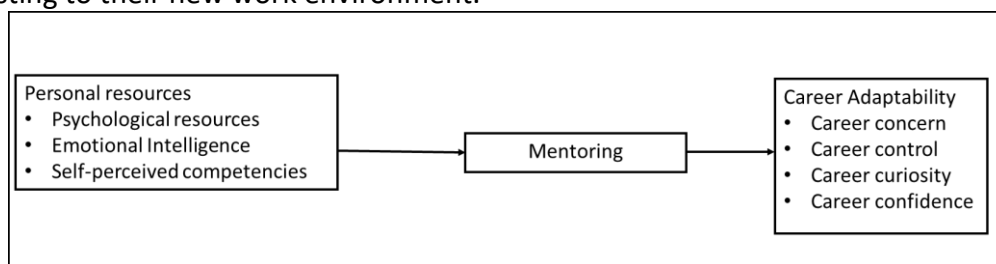 to their new work environment.
Personal resources
• Psychological resources
• Emotional Intelligence
• Self-perceived competencies
Mentoring
Career Adaptability
• Career concern
• Career control
• Career curiosity
• Career confidence